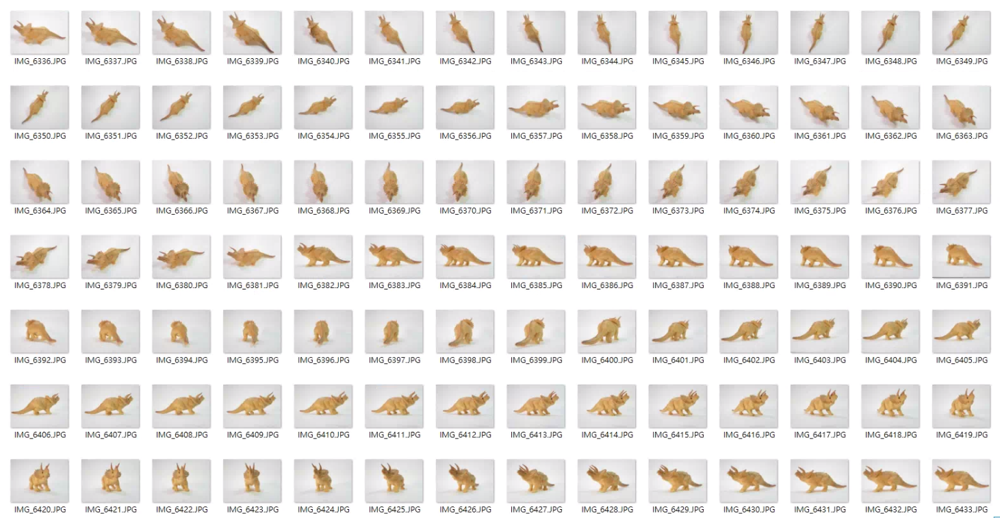 IMG_6336.JPG IMG_6337.JPG IMG_6338.JPG IMG_6339.JPG IMG_6340.JPG IMG_6341.JPG IMG_6342.JPG IMG_6343.JPG IMG_6344.JPG IMG_6345.JPG IMG_6346.JPG IMG_6347.JPG IMG_6348.JPG IMG_6349.JPG
IMG_6350.JPG IMG_6351.JPG IMG_6352.JPG IMG_6353.JPG IMG_6354.JPG IMG_6355.JPG IMG_6356.JPG IMG_6357.JPG IMG_6358.JPG IMG_6359.JPG IMG_6360.JPG IMG_6361.JPG IMG_6362.JPG IMG_6363.JPG
IMG_6364.JPG IMG_6365.JPG IMG_6366.JPG IMG_6367.JPG IMG_6368.JPG IMG_6369.JPG IMG_6370.JPG IMG_6371.JPG IMG_6372.JPG IMG_6373.JPG IMG_6374.JPG IMG_6375.JPG IMG_6376.JPG IMG_6377.JPG
IMG_6378.JPG IMG_6379.JPG IMG_6380.JPG IMG_6381.JPG IMG_6382.JPG IMG_6383.JPG IMG_6384.JPG IMG_6385.JPG IMG_6386.JPG IMG_6387.JPG IMG_6388.JPG IMG_6389.JPG IMG_6390.JPG IMG_6391.JPG
IMG_6392.JPG IMG_6393.JPG IMG_6394.JPG IMG_6395.JPG IMG_6396.JPG IMG_6397.JPG IMG_6398.JPG IMG_6399.JPG IMG_6400.JPG IMG_6401.JPG IMG_6402.JPG IMG_6403.JPG IMG_6404.JPG IMG_6405.JPG
IMG_6406.JPG IMG_6407.JPG IMG_6408.JPG IMG_6409.JPG IMG_6410.JPG IMG_6411.JPG IMG_6412.JPG IMG_6413.JPG IMG_6414.JPG IMG_6415.JPG IMG_6416.JPG IMG_6417.JPG IMG_6418.JPG IMG_6419.JPG
IMG_6420.JPG IMG_6421.JPG IMG_6422.JPG IMG_6423.JPG IMG_6424.JPG IMG_6425.JPG IMG_6426.JPG IMG_6427.JPG IMG_6428.JPG IMG_6429.JPG IMG_6430.JPG IMG_6431.JPG IMG_6432.JPG IMG_6433.JPG